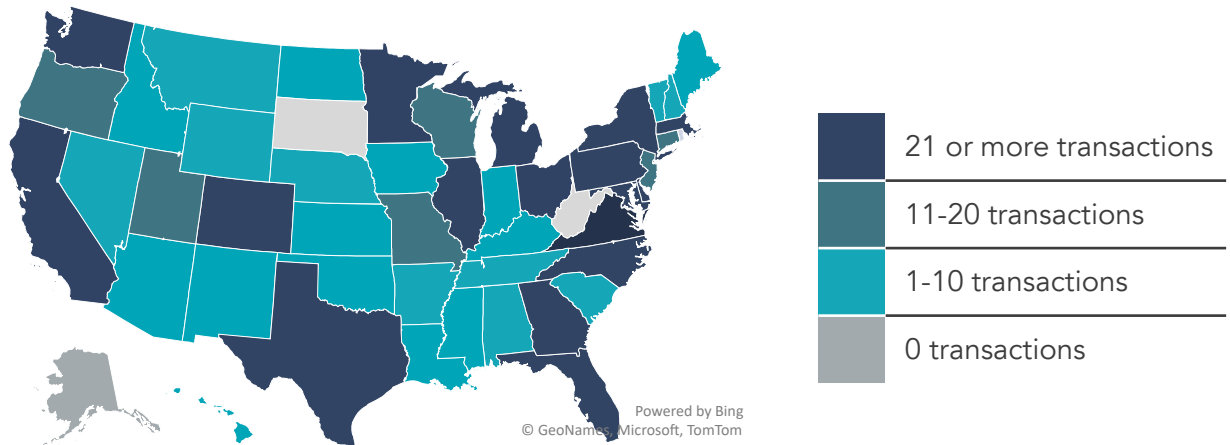 21 or more transactions
11-20 transactions
1-10 transactions
0 transactions
Powered by Bing
© GeoNames, Microsoft, TomTom